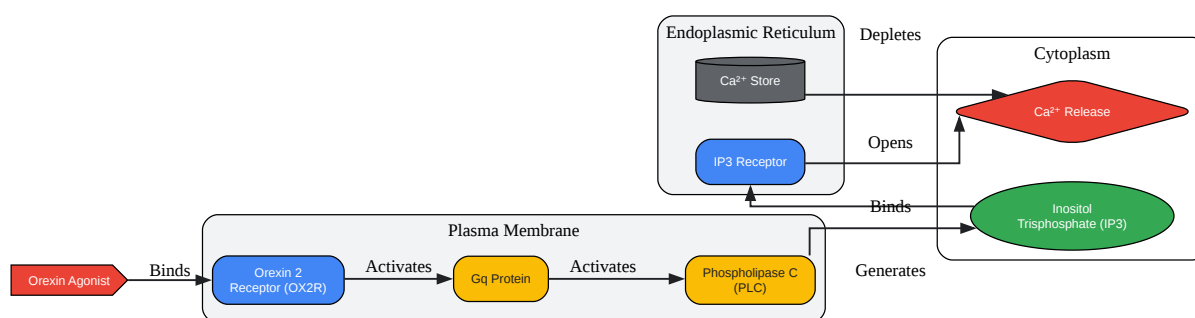 Endoplasmic Reticulum
Depletes
Cytoplasm
Ca²⁺ Store
Ca²⁺ Release
IP3 Receptor
Opens
Binds
Inositol
Trisphosphate (IP3)
Plasma Membrane
Orexin Agonist
Binds
Orexin 2
Receptor (OX2R)
Activates
Gq Protein
Activates
Phospholipase C
(PLC)
Generates